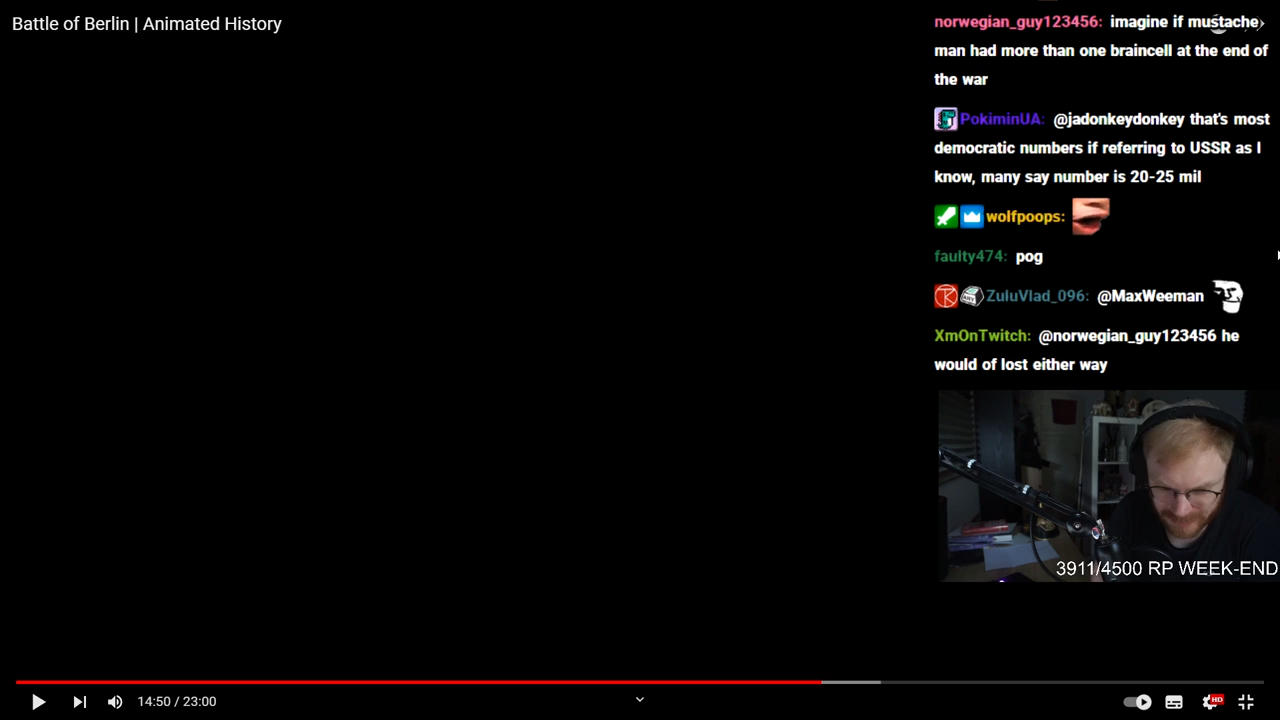 Battle of Berlin | Animated History
norwegian_guy123456: imagine if mustache
man had more than one braincell at the end of
the war
PokiminUA: @jadonkeydonkey that's most
democratic numbers if referring to USSR as I
know, many say number is 20-25 mil
wolfpoops:
faulty474: pog
ZuluVlad_096: @MaxWeeman
XmOnTwitch: @norwegian_guy123456 he
would of lost either way
3911/4500 RP WEEK-END
14:50 / 23:00
HD